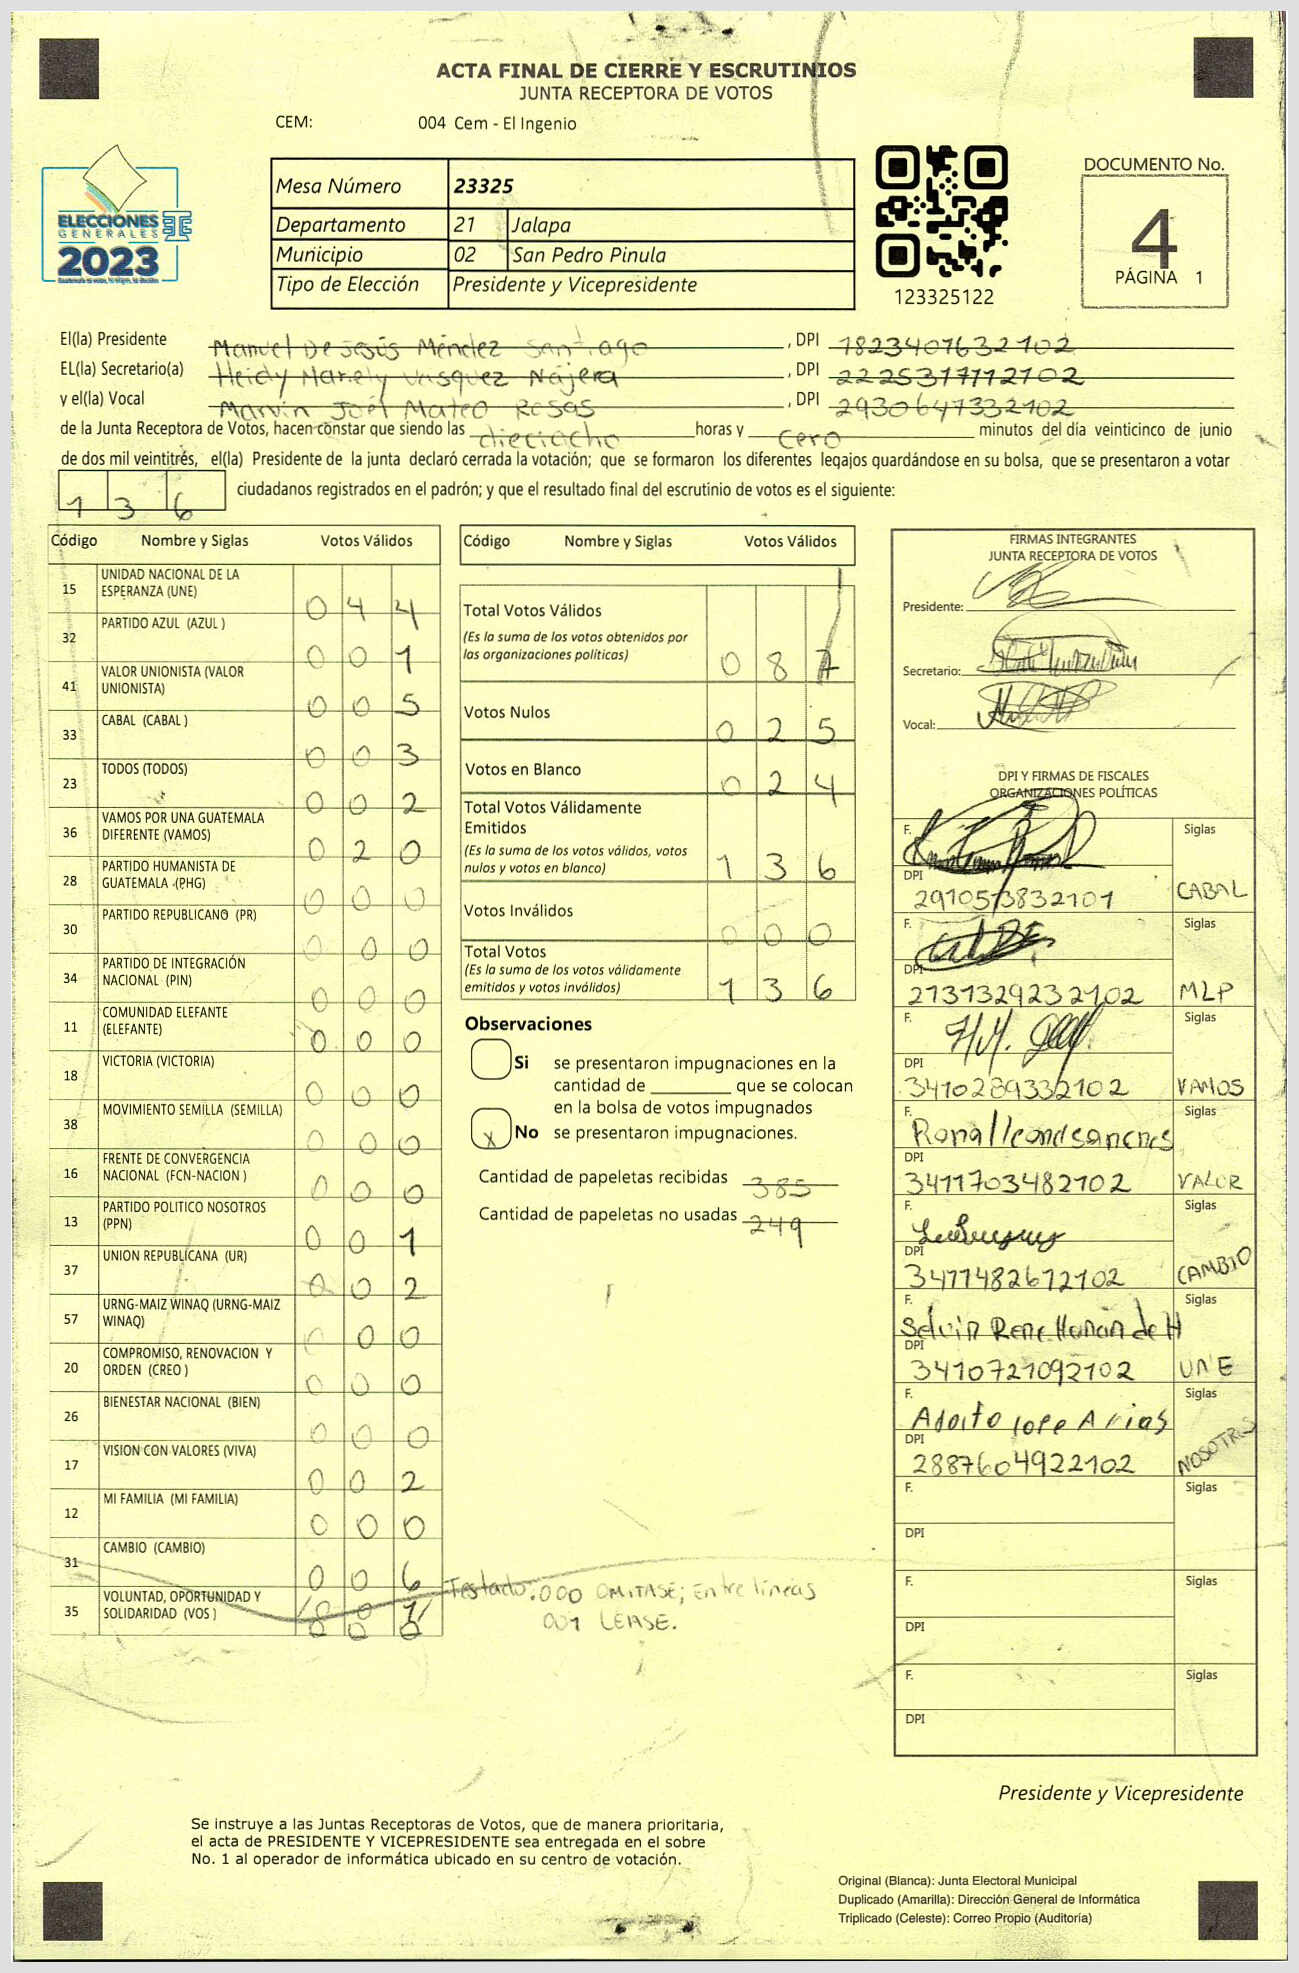 ACTA FINAL DE CIERRE Y ESCRUTINIOS
JUNTA RECEPTORA DE VOTOS
CEM: 004 Cem - El Ingenio
ELECCIONES
GENERALES
2023
Mesa Número 23325
Departamento 21 Jalapa
Municipio 02 San Pedro Pinula
Tipo de Elección Presidente y Vicepresidente
123325122
DOCUMENTO No.
4
PÁGINA 1
El(la) Presidente Manuel De Jesús Méndez Santiago, DPI 1823407632102
EL(la) Secretario(a) Heidy Marely Vasquez Nájera, DPI 2225317112102
y el(la) Vocal Marvin Joél Mateo Rosas, DPI 2930647332102
de la Junta Receptora de Votos, hacen constar que siendo las dieciocho horas y cero minutos del día veinticinco de junio
de dos mil veintitrés, el(la) Presidente de la junta declaró cerrada la votación; que se formaron los diferentes legajos guardándose en su bolsa, que se presentaron a votar
1 3 6 ciudadanos registrados en el padrón; y que el resultado final del escrutinio de votos es el siguiente:
Código Nombre y Siglas Votos Válidos
15 UNIDAD NACIONAL DE LA ESPERANZA (UNE) 0 4 4
32 PARTIDO AZUL (AZUL ) 0 0 1
41 VALOR UNIONISTA (VALOR UNIONISTA) 0 0 5
33 CABAL (CABAL ) 0 0 3
23 TODOS (TODOS) 0 0 2
36 VAMOS POR UNA GUATEMALA DIFERENTE (VAMOS) 0 2 0
28 PARTIDO HUMANISTA DE GUATEMALA (PHG) 0 0 0
30 PARTIDO REPUBLICANO (PR) 0 0 0
34 PARTIDO DE INTEGRACIÓN NACIONAL (PIN) 0 0 0
11 COMUNIDAD ELEFANTE (ELEFANTE) 0 0 0
18 VICTORIA (VICTORIA) 0 0 0
38 MOVIMIENTO SEMILLA (SEMILLA) 0 0 0
16 FRENTE DE CONVERGENCIA NACIONAL (FCN-NACION ) 0 0 0
13 PARTIDO POLITICO NOSOTROS (PPN) 0 0 1
37 UNION REPUBLICANA (UR) 0 0 2
57 URNG-MAIZ WINAQ (URNG-MAIZ WINAQ) 0 0 0
20 COMPROMISO, RENOVACION Y ORDEN (CREO ) 0 0 0
26 BIENESTAR NACIONAL (BIEN) 0 0 0
17 VISION CON VALORES (VIVA) 0 0 2
12 MI FAMILIA (MI FAMILIA) 0 0 0
31 CAMBIO (CAMBIO) 0 0 6
35 VOLUNTAD, OPORTUNIDAD Y SOLIDARIDAD (VOS ) /0 0 1/
0 0 0
Testado: 000 OMITASE; Entre lineas
001 LEASE.
Código Nombre y Siglas Votos Válidos
Total Votos Válidos 0 8 7
(Es la suma de los votos obtenidos por
las organizaciones politicas)
Votos Nulos 0 2 5
Votos en Blanco 0 2 4
Total Votos Válidamente
Emitidos
(Es la suma de los votos válidos, votos
nulos y votos en blanco) 1 3 6
Votos Inválidos 0 0 0
Total Votos
(Es la suma de los votos válidamente
emitidos y votos inválidos) 1 3 6
Observaciones
Si se presentaron impugnaciones en la
cantidad de ________ que se colocan
en la bolsa de votos impugnados
X No se presentaron impugnaciones.
Cantidad de papeletas recibidas 385
Cantidad de papeletas no usadas 249
FIRMAS INTEGRANTES
JUNTA RECEPTORA DE VOTOS
Presidente:
Secretario:
Vocal:
DPI Y FIRMAS DE FISCALES
ORGANIZACIONES POLÍTICAS
F. Siglas
DPI 2910573832101 CABAL
F. Siglas
DPI 2131329232102 MLP
F. Siglas
DPI 3410289332102 VAMOS
F. Siglas
DPI 3411703482102 VALOR
F. Siglas
DPI 3411482672102 CAMBIO
F. Selvin Rene Siglas
DPI 3410721092102 UNE
F. Arias Siglas
DPI 2887604922102 NOSOTRS
F. Siglas
DPI
F. Siglas
DPI
F. Siglas
DPI
Presidente y Vicepresidente
Se instruye a las Juntas Receptoras de Votos, que de manera prioritaria,
el acta de PRESIDENTE Y VICEPRESIDENTE sea entregada en el sobre
No. 1 al operador de informática ubicado en su centro de votación.
Original (Blanca): Junta Electoral Municipal
Duplicado (Amarilla): Dirección General de Informática
Triplicado (Celeste): Correo Propio (Auditoría)